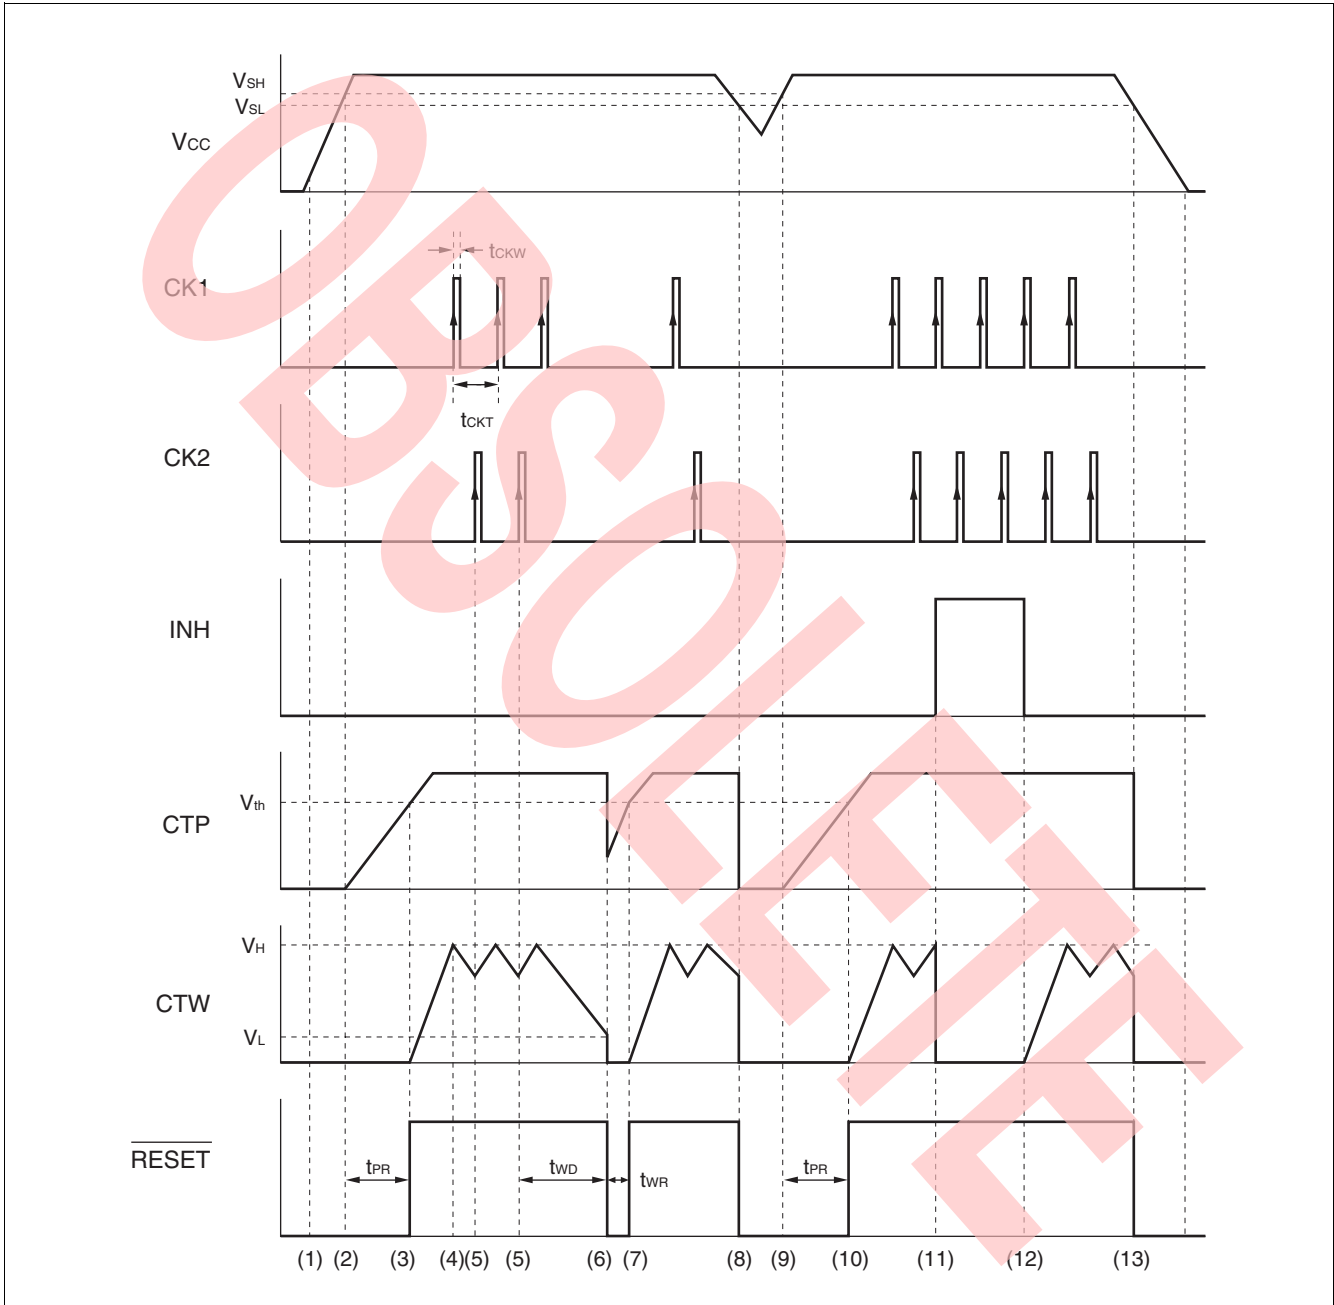 VSH
VSL
VCC
tCKW
CK1
tCKT
CK2
INH
Vth
CTP
VH
CTW
VL
RESET
tPR
tWD
tWR
tPR
(1) (2) (3) (4)(5) (5) (6) (7) (8) (9) (10) (11) (12) (13)
OBSOLETE